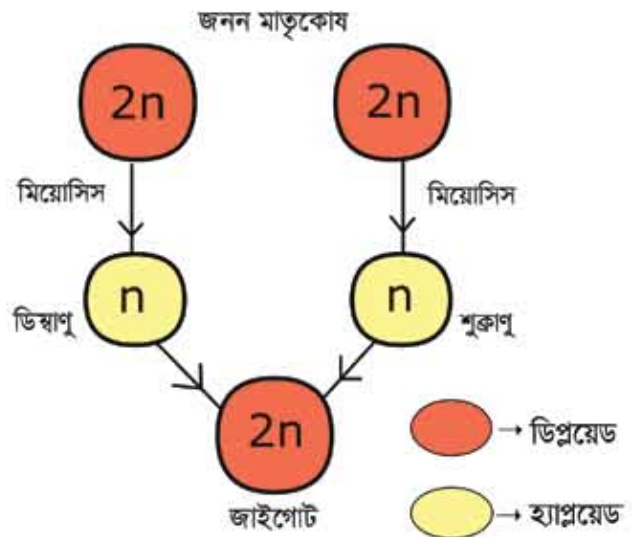 জনন মাতৃকোষ
2n 2n
মিয়োসিস মিয়োসিস
n n
ডিম্বাণু শুক্রাণু
2n
জাইগোট
→ ডিপ্লয়েড
→ হ্যাপ্লয়েড